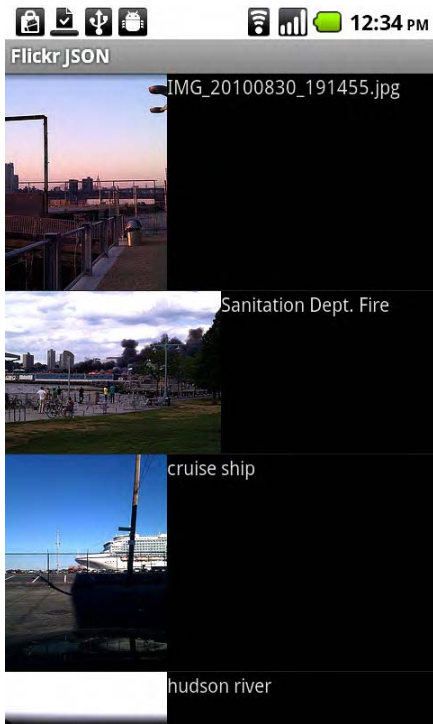 12:34 PM
Flickr JSON
IMG_20100830_191455.jpg
Sanitation Dept. Fire
cruise ship
hudson river